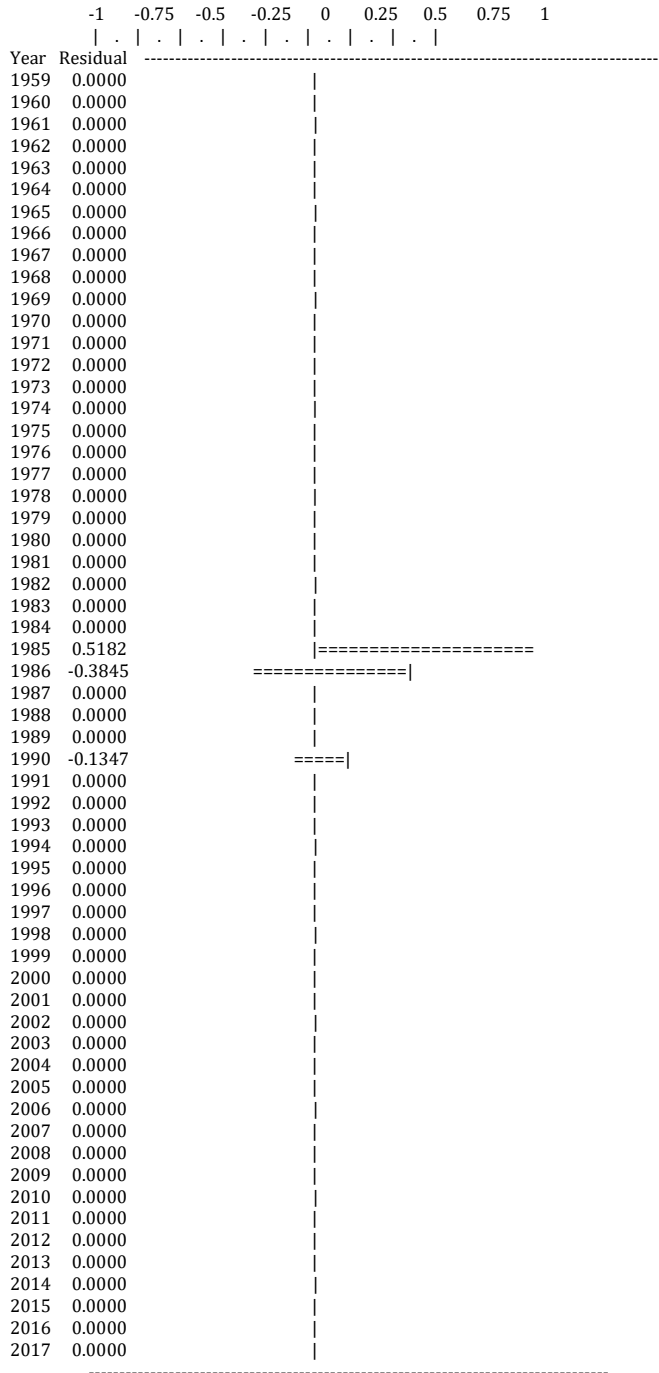 -1 -0.75 -0.5 -0.25 0 0.25 0.5 0.75 1
| . | . | . | . | . | . | . | . |
Year Residual ------------------------------------------------------------------------------------
1959 0.0000 |
1960 0.0000 |
1961 0.0000 |
1962 0.0000 |
1963 0.0000 |
1964 0.0000 |
1965 0.0000 |
1966 0.0000 |
1967 0.0000 |
1968 0.0000 |
1969 0.0000 |
1970 0.0000 |
1971 0.0000 |
1972 0.0000 |
1973 0.0000 |
1974 0.0000 |
1975 0.0000 |
1976 0.0000 |
1977 0.0000 |
1978 0.0000 |
1979 0.0000 |
1980 0.0000 |
1981 0.0000 |
1982 0.0000 |
1983 0.0000 |
1984 0.0000 |
1985 0.5182 |=====================
1986 -0.3845 ===============|
1987 0.0000 |
1988 0.0000 |
1989 0.0000 |
1990 -0.1347 =====|
1991 0.0000 |
1992 0.0000 |
1993 0.0000 |
1994 0.0000 |
1995 0.0000 |
1996 0.0000 |
1997 0.0000 |
1998 0.0000 |
1999 0.0000 |
2000 0.0000 |
2001 0.0000 |
2002 0.0000 |
2003 0.0000 |
2004 0.0000 |
2005 0.0000 |
2006 0.0000 |
2007 0.0000 |
2008 0.0000 |
2009 0.0000 |
2010 0.0000 |
2011 0.0000 |
2012 0.0000 |
2013 0.0000 |
2014 0.0000 |
2015 0.0000 |
2016 0.0000 |
2017 0.0000 |
------------------------------------------------------------------------------------